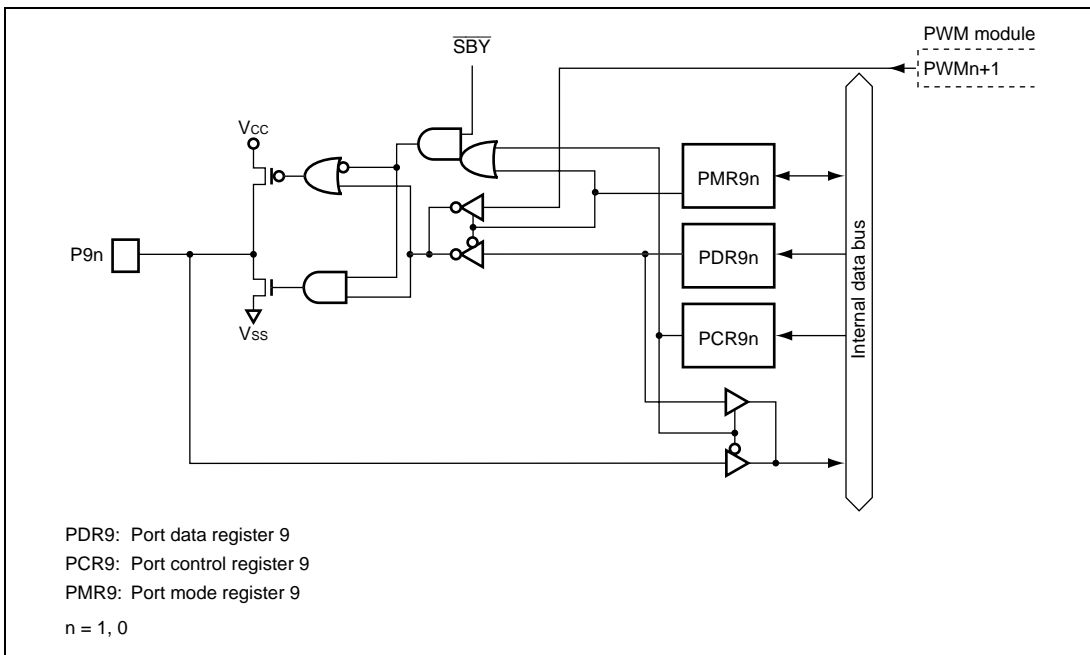 SBY
PWM module
PWMn+1
VCC
PMR9n
P9n
PDR9n
VSS
PCR9n
Internal data bus
PDR9: Port data register 9
PCR9: Port control register 9
PMR9: Port mode register 9
n = 1, 0